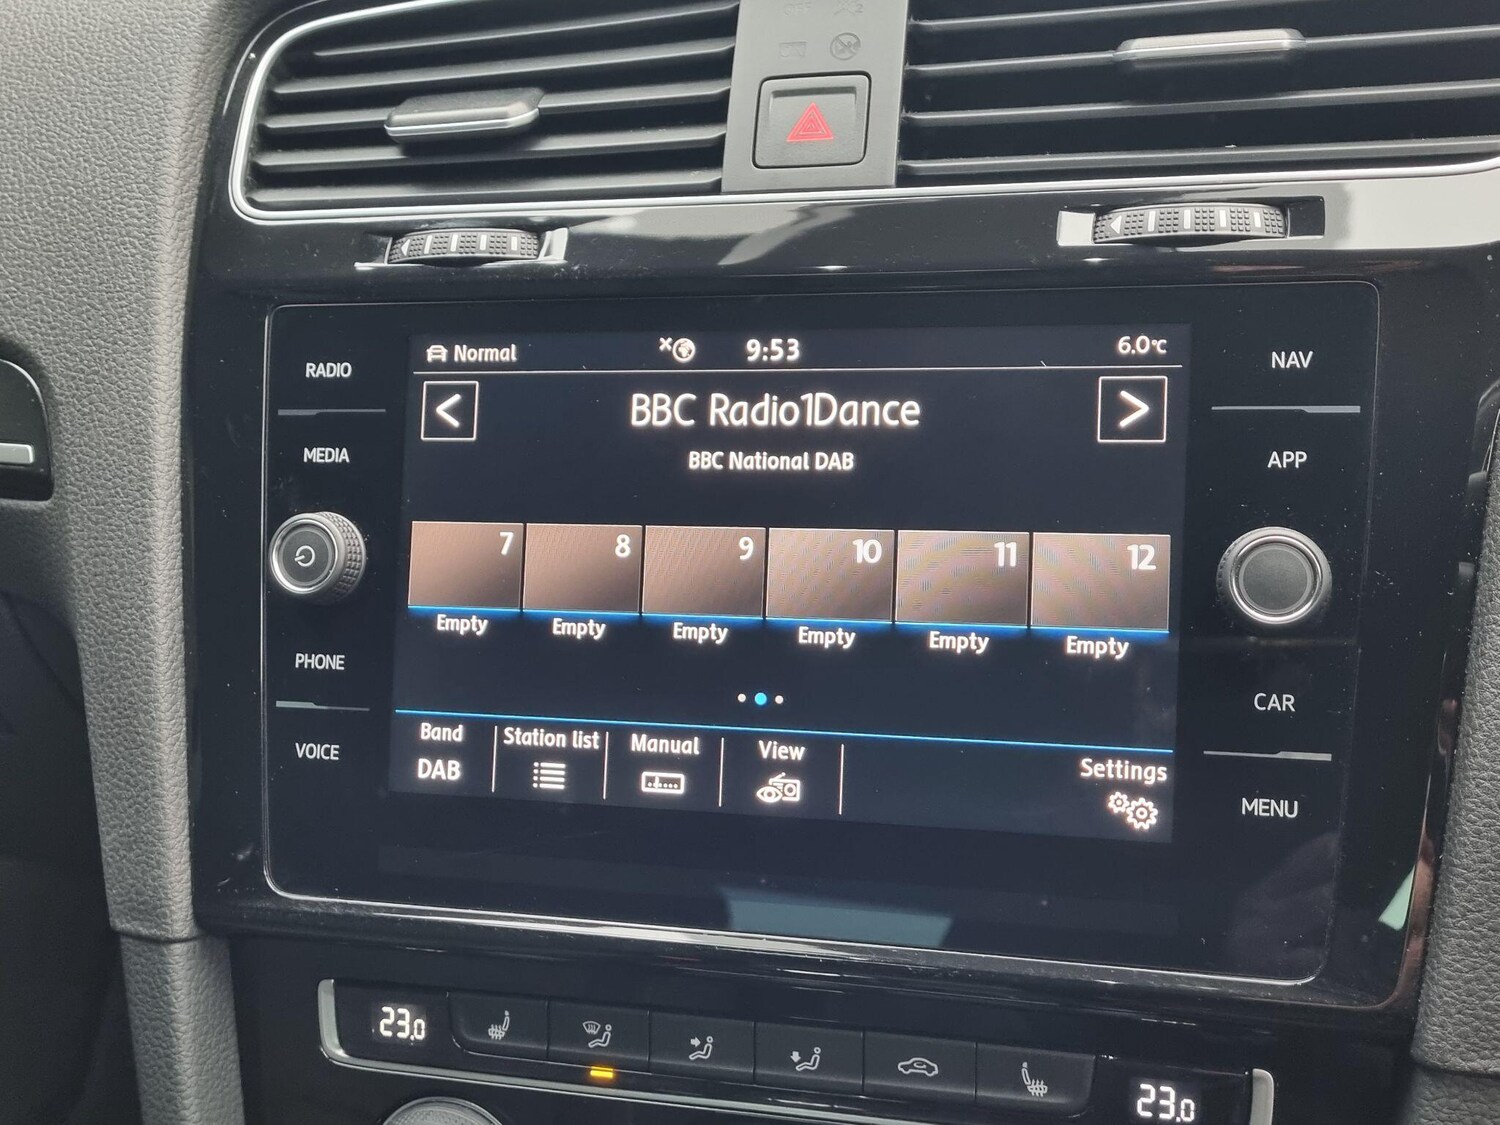 RADIO
MEDIA
PHONE
VOICE
Normal
9:53
6.0°C
<
BBC Radio1Dance
>
BBC National DAB
7
8
9
10
11
12
Empty
Empty
Empty
Empty
Empty
Empty
Band
DAB
Station list
Manual
View
Settings
NAV
APP
CAR
MENU
23.0
23.0